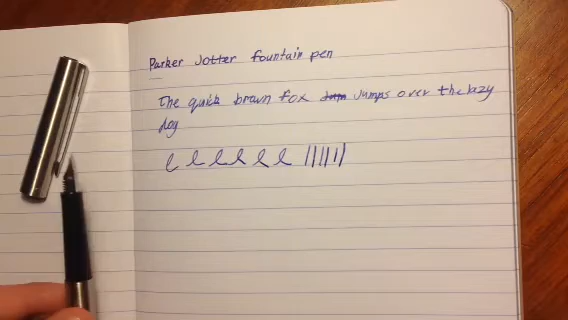 Parker Jotter fountain pen
The quick brown fox jumps over the lazy
dog
l l l l l l ||||||